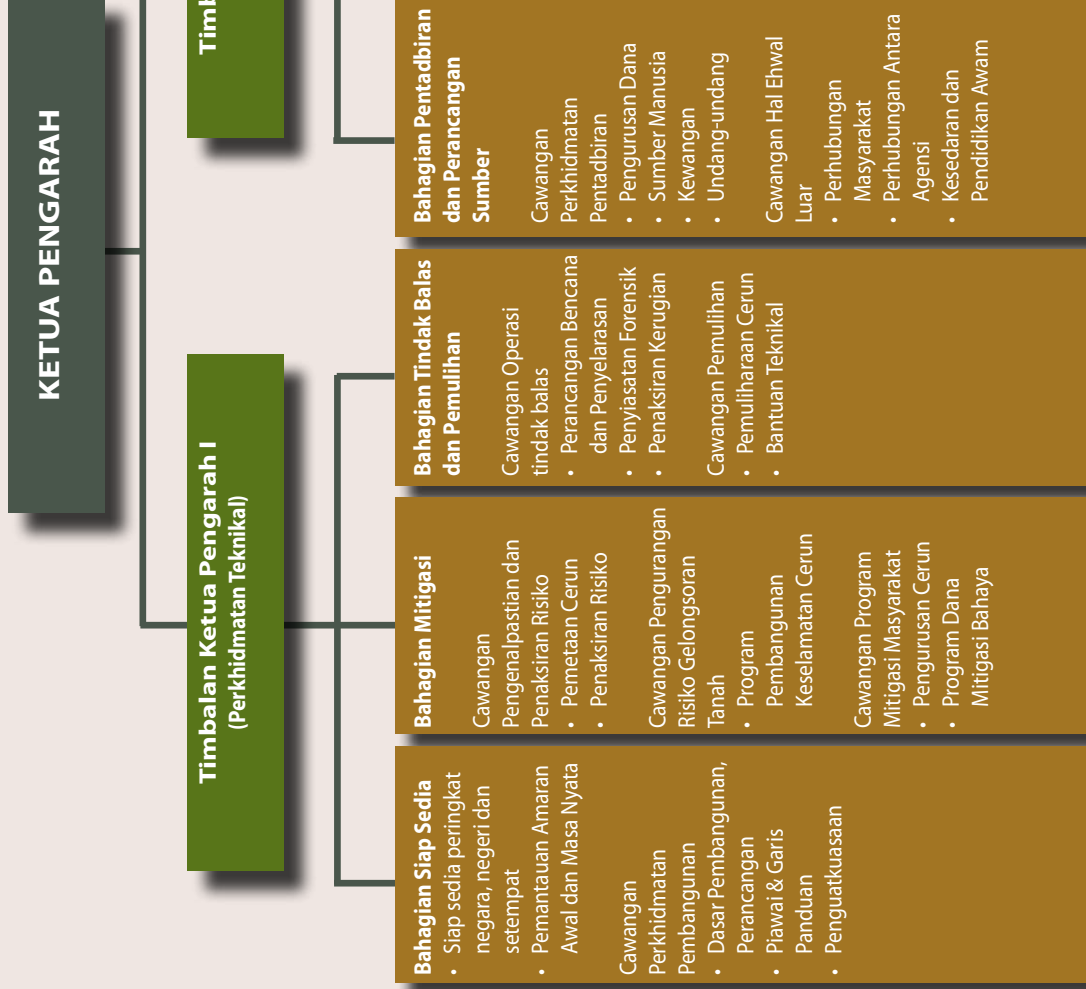 KETUA PENGARAH
Timbalan Ketua Pengarah I
(Perkhidmatan Teknikal)
Timb
Bahagian Siap Sedia
• Siap sedia peringkat
negara, negeri dan
setempat
• Pemantauan Amaran
Awal dan Masa Nyata
Cawangan
Perkhidmatan
Pembangunan
• Dasar Pembangunan,
Perancangan
• Piawai & Garis
Panduan
• Penguatkuasaan
Bahagian Mitigasi
Cawangan
Pengenalpastian dan
Penaksiran Risiko
• Pemetaan Cerun
• Penaksiran Risiko
Cawangan Pengurangan
Risiko Gelongsoran
Tanah
• Program
Pembangunan
Keselamatan Cerun
Cawangan Program
Mitigasi Masyarakat
• Pengurusan Cerun
• Program Dana
Mitigasi Bahaya
Bahagian Tindak Balas
dan Pemulihan
Cawangan Operasi
tindak balas
• Perancangan Bencana
dan Penyelarasan
• Penyiasatan Forensik
• Penaksiran Kerugian
Cawangan Pemulihan
• Pemuliharaan Cerun
• Bantuan Teknikal
Bahagian Pentadbiran
dan Perancangan
Sumber
Cawangan
Perkhidmatan
Pentadbiran
• Pengurusan Dana
• Sumber Manusia
• Kewangan
• Undang-undang
Cawangan Hal Ehwal
Luar
• Perhubungan
Masyarakat
• Perhubungan Antara
Agensi
• Kesedaran dan
Pendidikan Awam